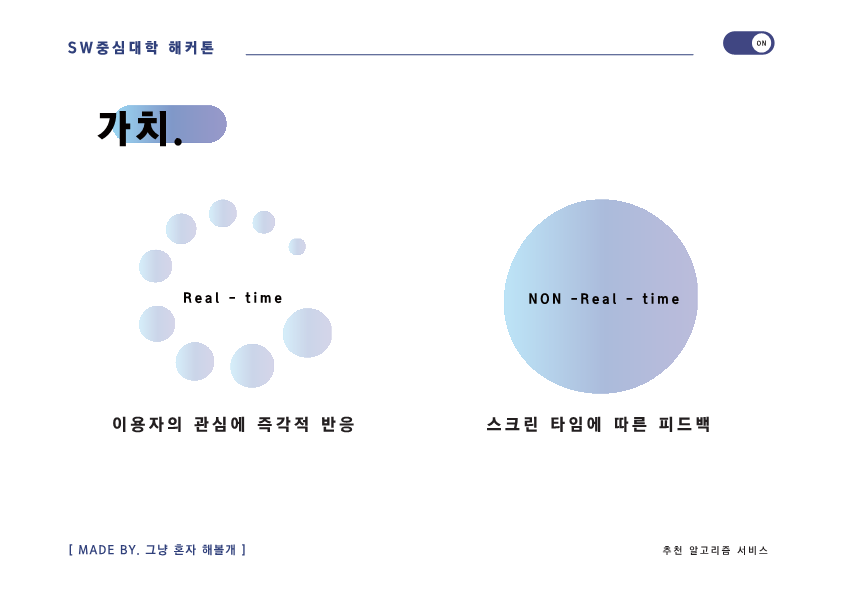 SW중심대학 해커톤
ON
가치.
Real - time
NON -Real - time
이용자의 관심에 즉각적 반응
스크린 타임에 따른 피드백
[ MADE BY. 그냥 혼자 해볼개 ]
추천 알고리즘 서비스